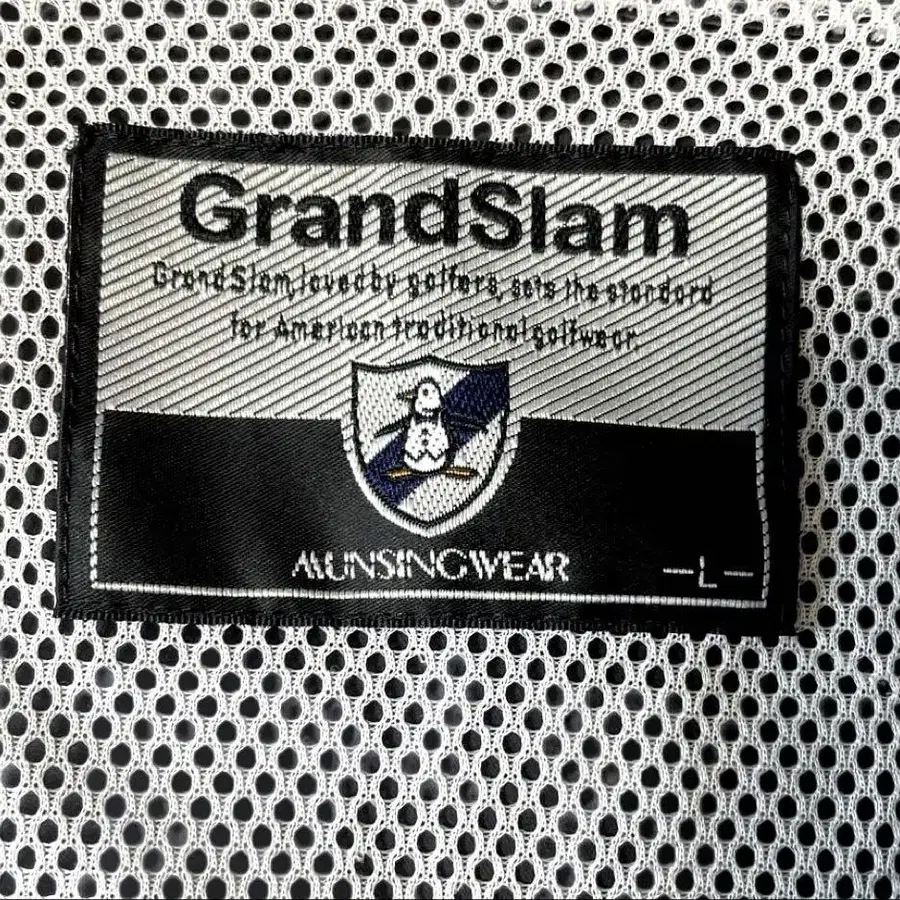 GrandSlam
GrandSlam, loved by golfers, sets the standard
for American traditional golfwear.
MUNSINGWEAR
—L—